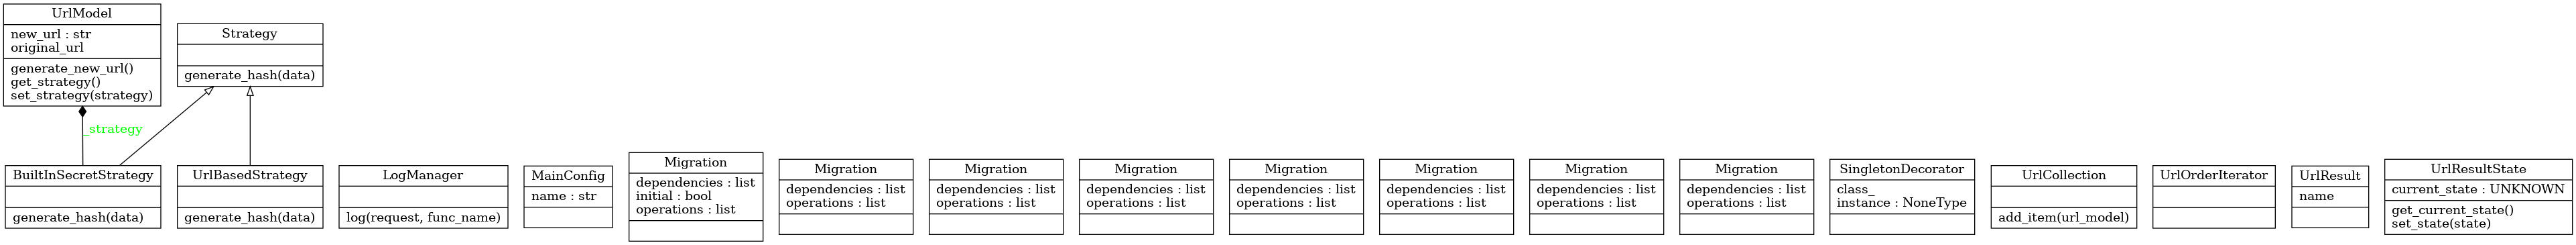 UrlModel
new_url : str
original_url
generate_new_url()
get_strategy()
set_strategy(strategy)
Strategy
generate_hash(data)
_strategy
BuiltInSecretStrategy
generate_hash(data)
UrlBasedStrategy
generate_hash(data)
LogManager
log(request, func_name)
MainConfig
name : str
Migration
dependencies : list
initial : bool
operations : list
Migration
dependencies : list
operations : list
Migration
dependencies : list
operations : list
Migration
dependencies : list
operations : list
Migration
dependencies : list
operations : list
Migration
dependencies : list
operations : list
Migration
dependencies : list
operations : list
Migration
dependencies : list
operations : list
SingletonDecorator
class_
instance : NoneType
UrlCollection
add_item(url_model)
UrlOrderIterator
UrlResult
name
UrlResultState
current_state : UNKNOWN
get_current_state()
set_state(state)